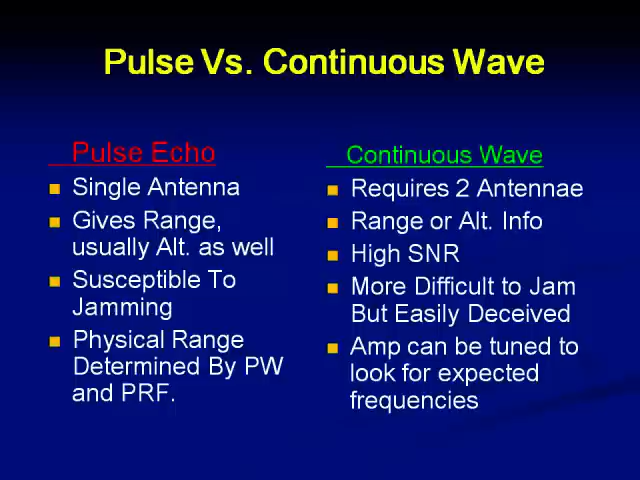 Pulse Vs. Continuous Wave
Pulse Echo
Single Antenna
Gives Range,
usually Alt. as well
Susceptible To
Jamming
Physical Range
Determined By PW
and PRF.
Continuous Wave
Requires 2 Antennae
Range or Alt. Info
High SNR
More Difficult to Jam
But Easily Deceived
Amp can be tuned to
look for expected
frequencies